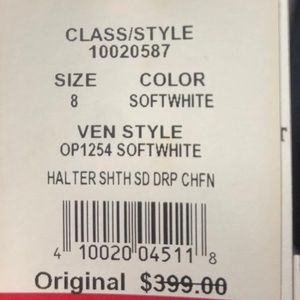 CLASS/STYLE
10020587
SIZE COLOR
8 SOFTWHITE
VEN STYLE
OP1254 SOFTWHITE
HALTER SHTH SD DRP CHFN
4 10020 04511 8
Original $399.00